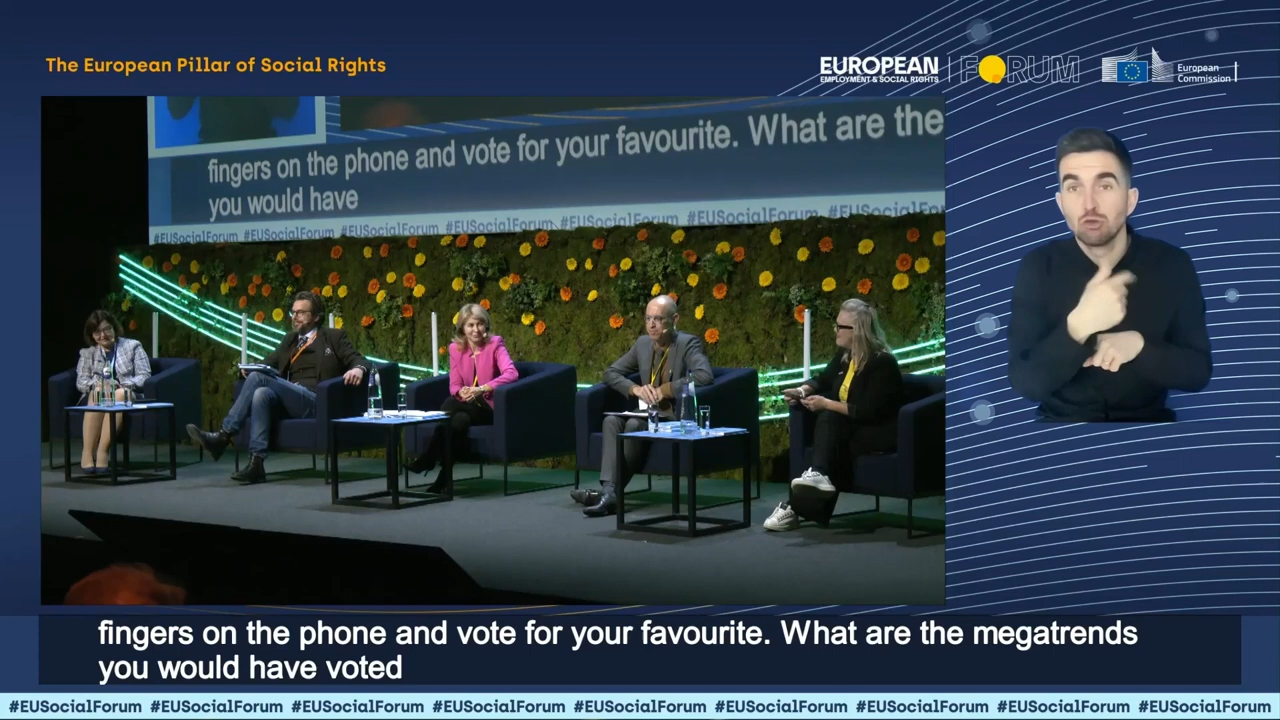 The European Pillar of Social Rights
EUROPEAN
EMPLOYMENT & SOCIAL RIGHTS
FORUM
European
Commission
fingers on the phone and vote for your favourite. What are the
you would have
#EUSocialForum #EUSocialForum #EUSocialForum #EUSocialForum #EUSocialForum #EUSocialForum #EUSocialForum #EUSocialForum
fingers on the phone and vote for your favourite. What are the megatrends
you would have voted
#EUSocialForum #EUSocialForum #EUSocialForum #EUSocialForum #EUSocialForum #EUSocialForum #EUSocialForum #EUSocialForum #EUSocialForum